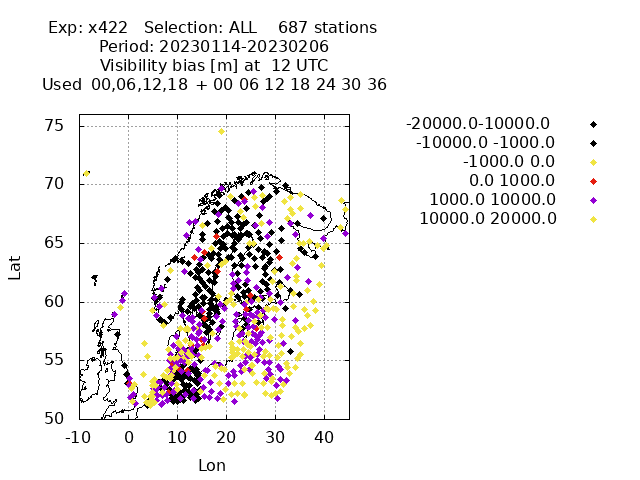 Exp: x422 Selection: ALL 687 stations
Period: 20230114-20230206
Visibility bias [m] at 12 UTC
Used 00,06,12,18 + 00 06 12 18 24 30 36
-20000.0-10000.0
-10000.0 -1000.0
-1000.0 0.0
0.0 1000.0
1000.0 10000.0
10000.0 20000.0
75
70
65
60
55
50
Lat
-10 0 10 20 30 40
Lon